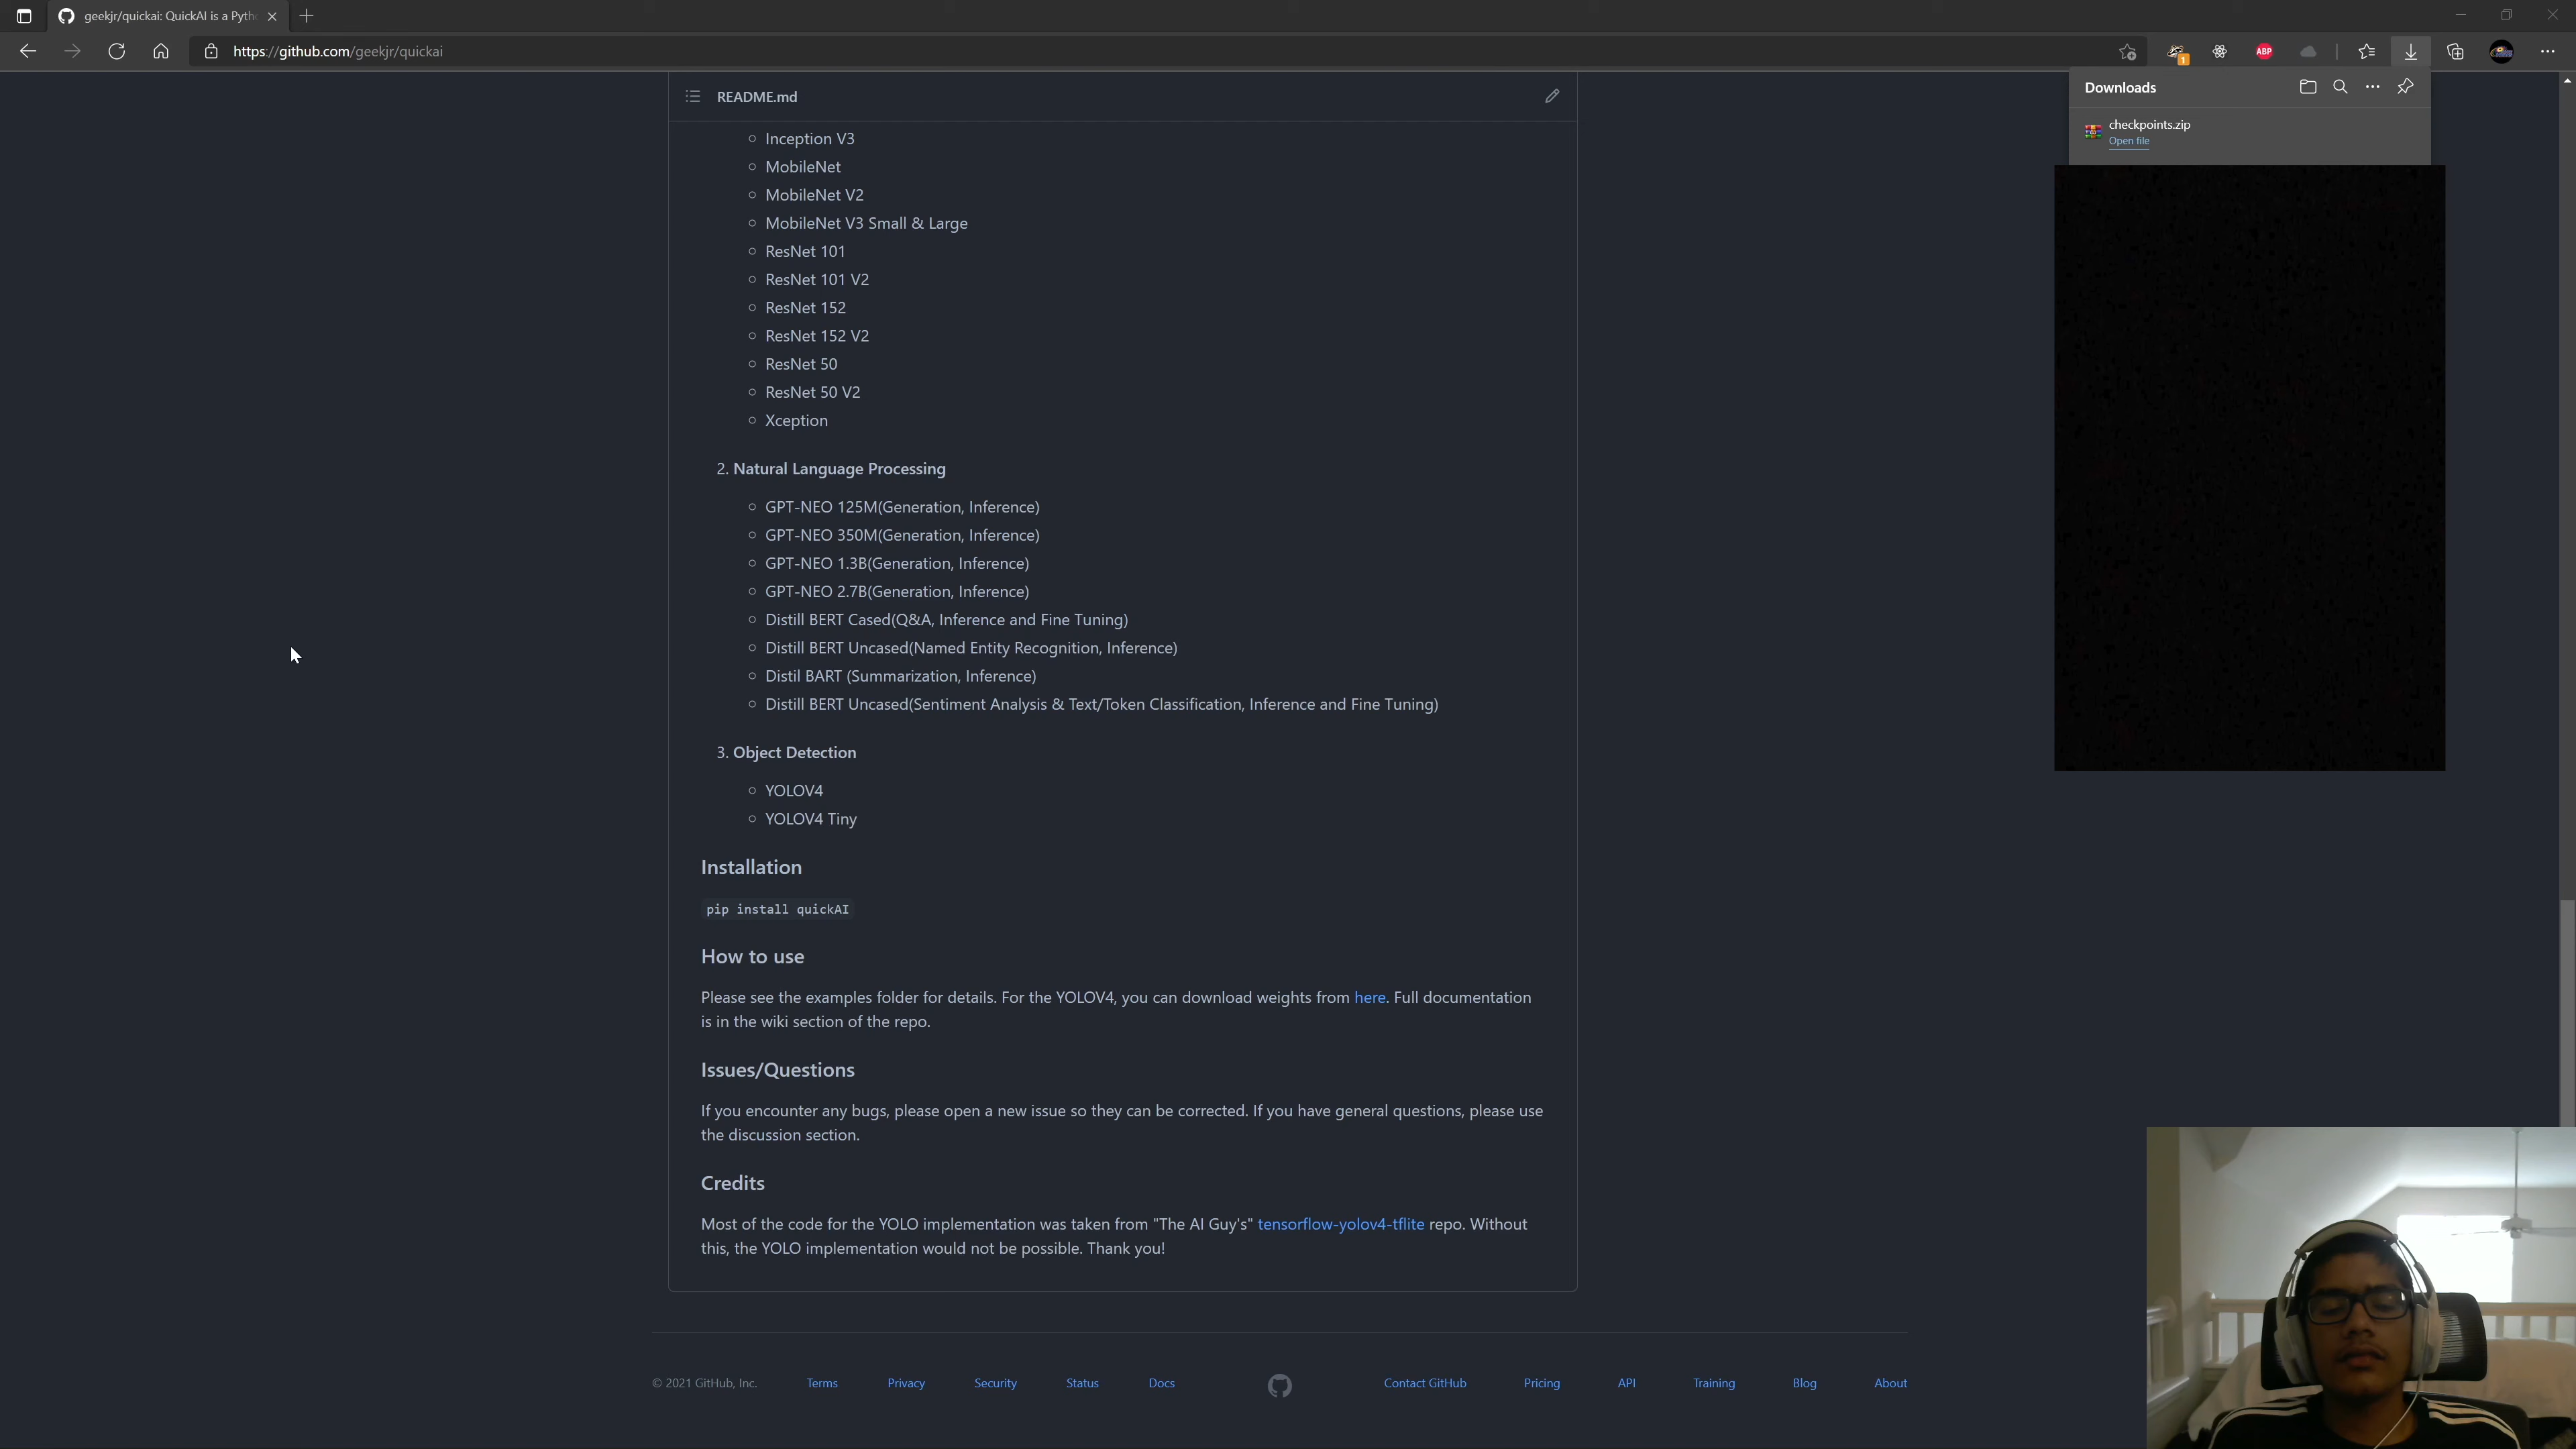 geekjr/quickai: QuickAI is a Pyth
https://github.com/geekjr/quickai
ABP
1
Downloads
checkpoints.zip
Open file
README.md
Inception V3
MobileNet
MobileNet V2
MobileNet V3 Small & Large
ResNet 101
ResNet 101 V2
ResNet 152
ResNet 152 V2
ResNet 50
ResNet 50 V2
Xception
2. Natural Language Processing
GPT-NEO 125M(Generation, Inference)
GPT-NEO 350M(Generation, Inference)
GPT-NEO 1.3B(Generation, Inference)
GPT-NEO 2.7B(Generation, Inference)
Distill BERT Cased(Q&A, Inference and Fine Tuning)
Distill BERT Uncased(Named Entity Recognition, Inference)
Distil BART (Summarization, Inference)
Distill BERT Uncased(Sentiment Analysis & Text/Token Classification, Inference and Fine Tuning)
3. Object Detection
YOLOV4
YOLOV4 Tiny
Installation
pip install quickAI
How to use
Please see the examples folder for details. For the YOLOV4, you can download weights from here. Full documentation
is in the wiki section of the repo.
Issues/Questions
If you encounter any bugs, please open a new issue so they can be corrected. If you have general questions, please use
the discussion section.
Credits
Most of the code for the YOLO implementation was taken from "The AI Guy's" tensorflow-yolov4-tflite repo. Without
this, the YOLO implementation would not be possible. Thank you!
© 2021 GitHub, Inc. Terms Privacy Security Status Docs Contact GitHub Pricing API Training Blog About